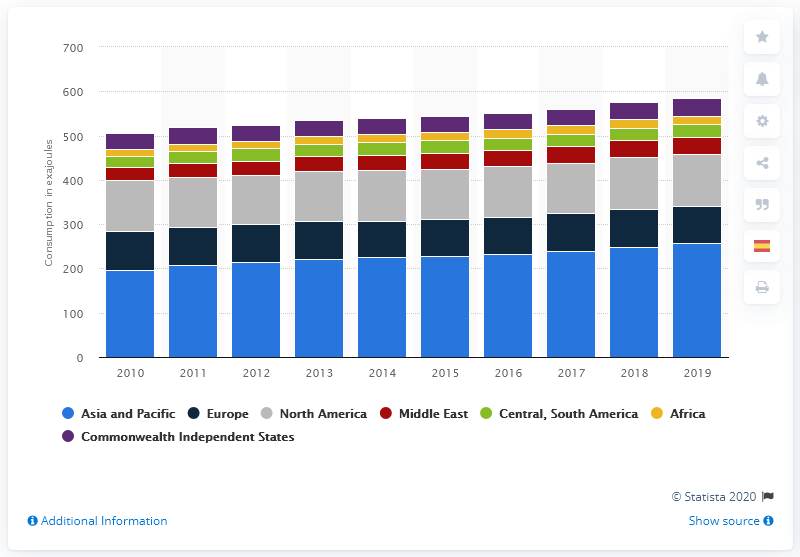 700
600
500
400
300
200
100
0
Consumption in exajoules
2010 2011 2012 2013 2014 2015 2016 2017 2018 2019
Asia and Pacific Europe North America Middle East Central, South America Africa
Commonwealth Independent States
© Statista 2020
Additional Information Show source